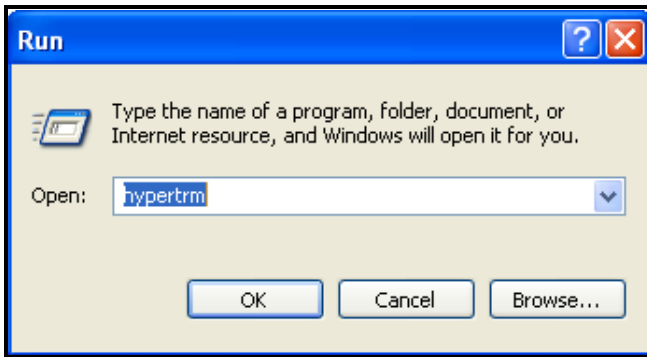 Run
Type the name of a program, folder, document, or
Internet resource, and Windows will open it for you.
Open: hypertrm
OK Cancel Browse...